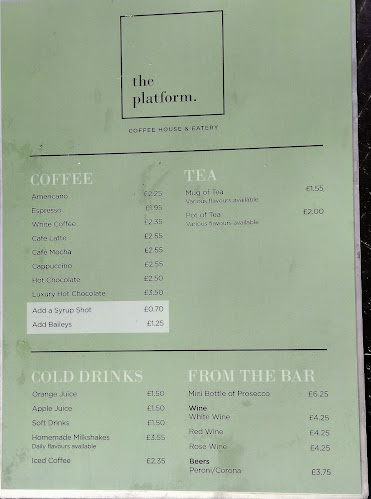 the
platform.
COFFEE HOUSE & EATERY
COFFEE
Americano £2.25
Espresso £1.95
White Coffee £2.35
Café Latte £2.55
Café Mocha £2.55
Cappuccino £2.55
Hot Chocolate £2.50
Luxury Hot Chocolate £3.50
Add a Syrup Shot £0.70
Add Baileys £1.25
TEA
Mug of Tea £1.55
Various flavours available
Pot of Tea £2.00
Various flavours available
COLD DRINKS
Orange Juice £1.50
Apple Juice £1.50
Soft Drinks £1.50
Homemade Milkshakes £3.55
Daily flavours available
Iced Coffee £2.35
FROM THE BAR
Mini Bottle of Prosecco £6.25
Wine
White Wine £4.25
Red Wine £4.25
Rose Wine £4.25
Beers
Peroni/Corona £3.75